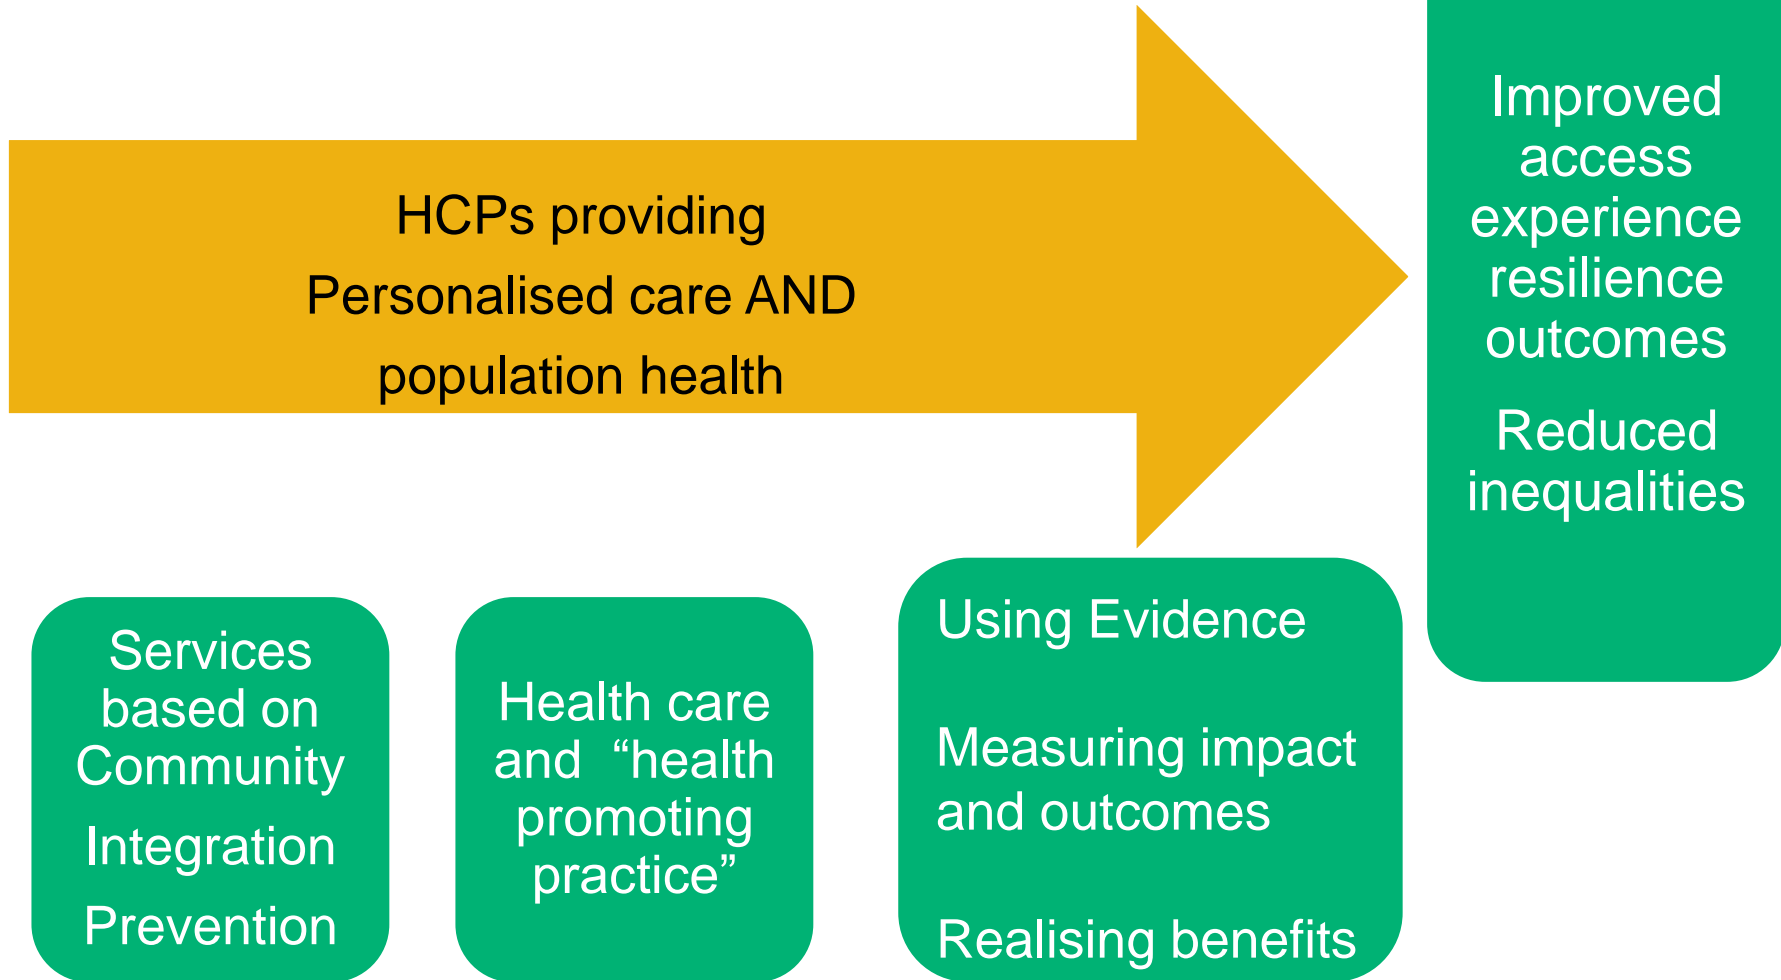 HCPs providing
Personalised care AND
population health
Improved
access
experience
resilience
outcomes
Reduced
inequalities
Services
based on
Community
Integration
Prevention
Health care
and “health
promoting
practice”
Using Evidence
Measuring impact
and outcomes
Realising benefits